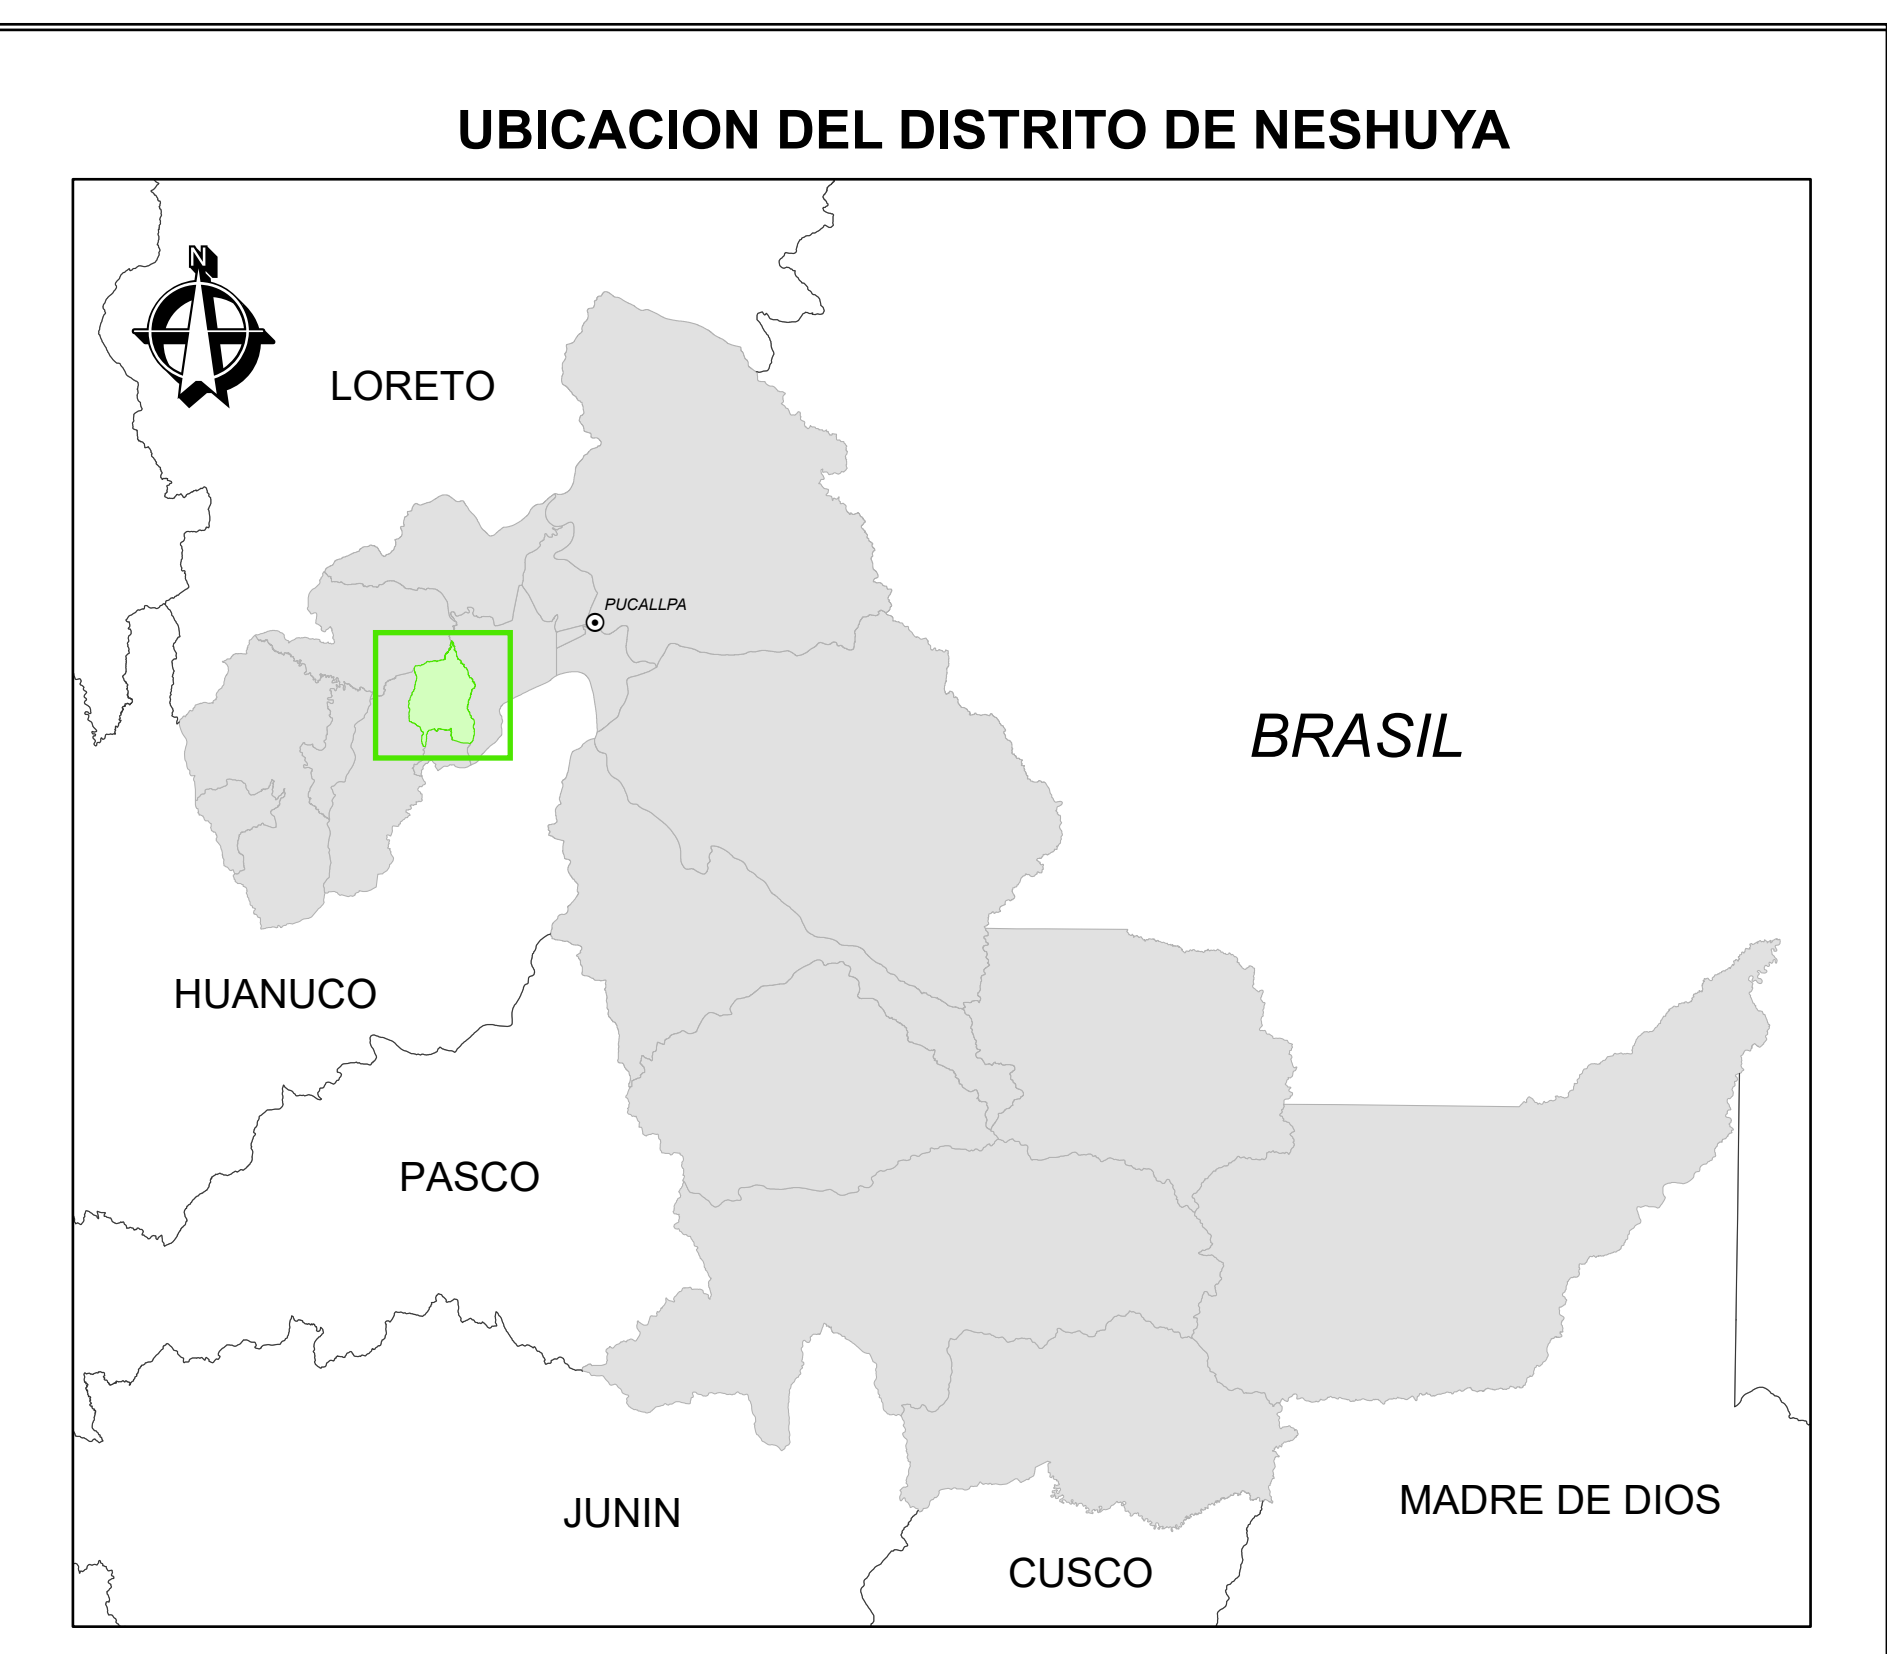 UBICACION DEL DISTRITO DE NESHUYA
N
LORETO
PUCALLPA
BRASIL
HUANUCO
PASCO
JUNIN
MADRE DE DIOS
CUSCO